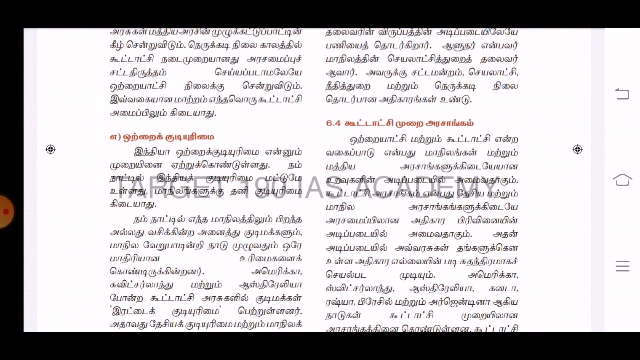 அரசுகள் மத்திய அரசின் முழுக்கட்டுப்பாட்டின்
கீழ் சென்றுவிடும். நெருக்கடி நிலை காலத்தில்
கூட்டாட்சி நடைமுறையானது அரசமைப்புச்
சட்டதிருத்தம் செய்யப்படாமலேயே
ஒற்றையாட்சி நிலைக்கு சென்றுவிடும்.
இவ்வகையான மாற்றம் எந்தவொரு கூட்டாட்சி
அமைப்பிலும் கிடையாது.
எ) ஒற்றைக் குடியுரிமை
இந்தியா ஒற்றைக்குடியுரிமை என்னும்
முறையினை ஏற்றுக்கொண்டுள்ளது. நம்
நாட்டில் இந்தியக் குடியுரிமை மட்டுமே
உள்ளது, மாநிலங்களுக்கு தனி குடியுரிமை
கிடையாது.
நம் நாட்டில் எந்த மாநிலத்திலும் பிறந்த
அல்லது வசிக்கின்ற அனைத்து குடிமக்களும்,
மாநில வேறுபாடின்றி நாடு முழுவதும் ஒரே
மாதிரியான உரிமைகளைக்
கொண்டிருக்கின்றனர். அமெரிக்கா,
சுவிட்சர்லாந்து மற்றும் ஆஸ்திரேலியா
போன்ற கூட்டாட்சி அரசுகளில் குடிமக்கள்
'இரட்டைக் குடியுரிமை' பெற்றுள்ளனர்.
அதாவது தேசியக் குடியுரிமை மற்றும் மாநிலக்
தலைவரின் விருப்பத்தின் அடிப்படையிலேயே
பணியைத் தொடர்கிறார். ஆளுநர் என்பவர்
மாநிலத்தின் செயலாட்சித்துறைத் தலைவர்
ஆவார். அவருக்கு சட்டமன்றம், செயலாட்சி,
நீதித்துறை மற்றும் நெருக்கடி நிலை
தொடர்பான அதிகாரங்கள் உண்டு.
6.4 கூட்டாட்சி முறை அரசாங்கம்
ஒற்றையாட்சி மற்றும் கூட்டாட்சி என்ற
வகைப்பாடு என்பது மாநிலங்கள் மற்றும்
மத்திய அரசாங்கங்களுக்கிடையேயான
உறவுகளின் அடிப்படையில் அமைவதாகும்.
கூட்டாட்சி அரசாங்கம் என்பது தேசிய மற்றும்
மாநில அரசாங்கங்களுக்கிடையே
அரசமைப்பிலான அதிகார பிரிவினையின்
அடிப்படையில் அமைவதாகும். அதன்
அடிப்படையில் அவ்வரசுகள் தங்களுக்கென
உள்ள அதிகார எல்லையின் படி சுதந்திரமாகச்
செயல்பட முடியும். அமெரிக்கா,
ஸ்விட்சர்லாந்து, ஆஸ்திரேலியா, கனடா,
ரஷ்யா, பிரேசில் மற்றும் அர்ஜென்டினா ஆகிய
நாடுகள் கூட்டாட்சி முறையிலான
அரசாங்கத்தினை கொண்டுள்ளன. கூட்டாட்சி
TARGET 100 IAS ACADEMY